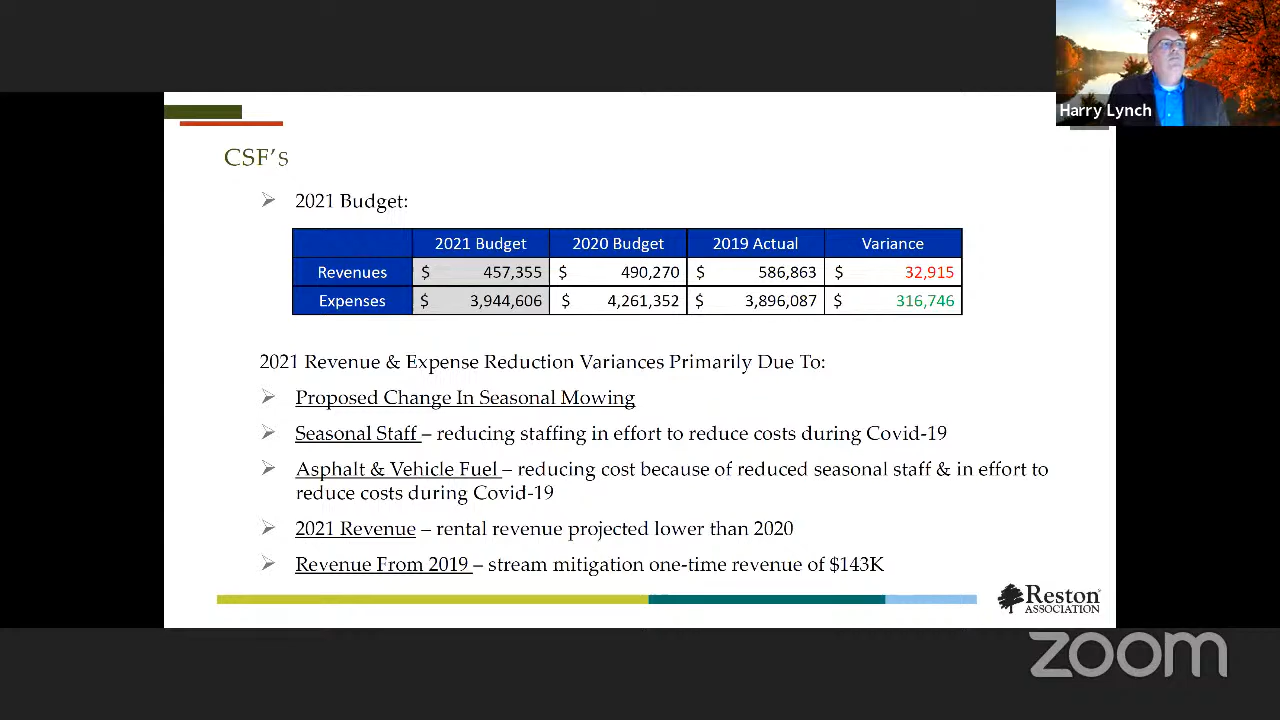 Harry Lynch
CSF's
2021 Budget:
2021 Budget 2020 Budget 2019 Actual Variance
Revenues $ 457,355 $ 490,270 $ 586,863 $ 32,915
Expenses $ 3,944,606 $ 4,261,352 $ 3,896,087 $ 316,746
2021 Revenue & Expense Reduction Variances Primarily Due To:
Proposed Change In Seasonal Mowing
Seasonal Staff – reducing staffing in effort to reduce costs during Covid-19
Asphalt & Vehicle Fuel – reducing cost because of reduced seasonal staff & in effort to
reduce costs during Covid-19
2021 Revenue – rental revenue projected lower than 2020
Revenue From 2019 – stream mitigation one-time revenue of $143K
Reston
ASSOCIATION
zoom